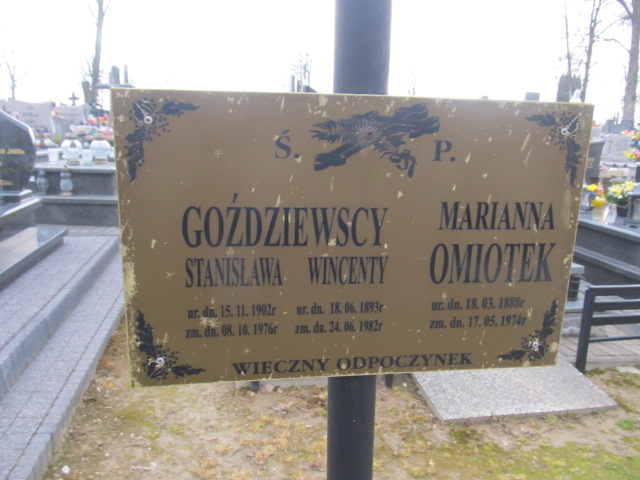 Ś. P.
GOŹDZIEWSCY
STANISŁAWA WINCENTY
ur. dn. 15. 11. 1902r ur. dn. 18. 06. 1893r
zm. dn. 08. 10. 1976r zm. dn. 24. 06. 1982r
MARIANNA
OMIOTEK
ur. dn. 18. 03. 1888r
zm. dn. 17. 05. 1974r
WIECZNY ODPOCZYNEK